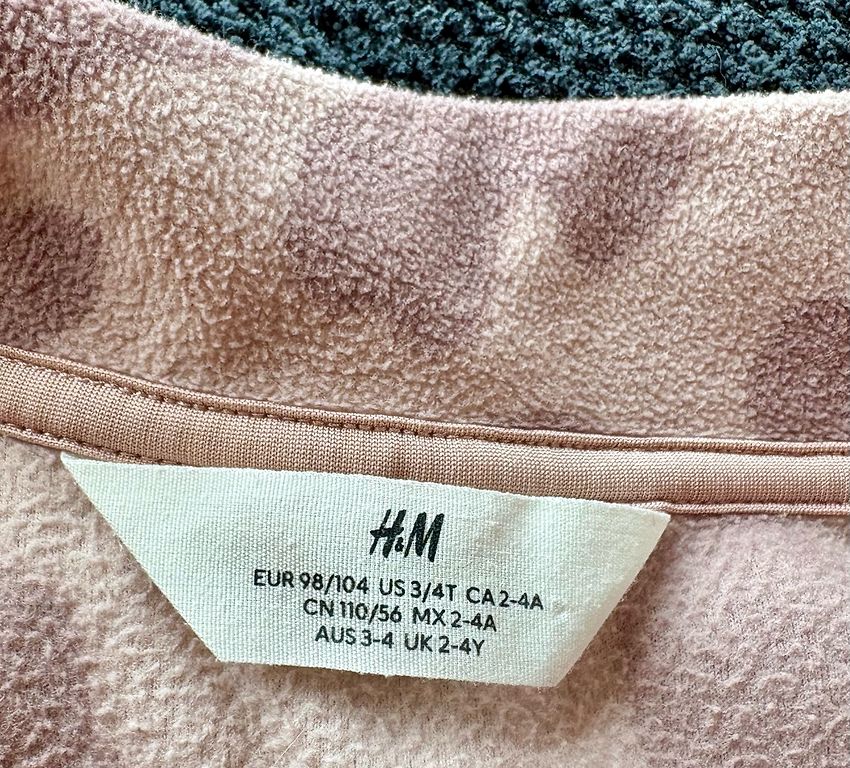 H&M
EUR 98/104 US 3/4T CA 2-4A
CN 110/56 MX 2-4A
AUS 3-4 UK 2-4Y